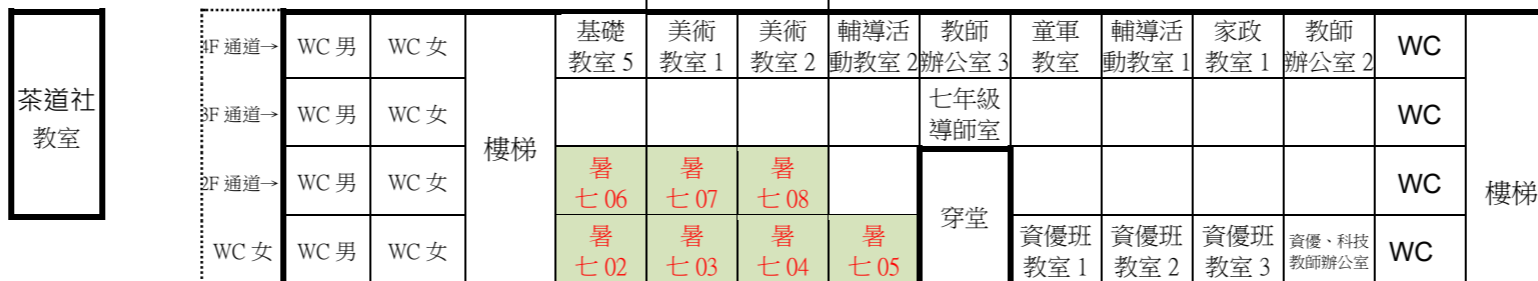 茶道社
教室
4F 通道→
WC 男
WC 女
基礎
教室 5
美術
教室 1
美術
教室 2
輔導活
動教室 2
教師
辦公室 3
童軍
教室
輔導活
動教室 1
家政
教室 1
教師
辦公室 2
WC
3F 通道→
WC 男
WC 女
七年級
導師室
WC
樓梯
2F 通道→
WC 男
WC 女
暑
七 06
暑
七 07
暑
七 08
WC
樓梯
穿堂
WC 女
WC 男
WC 女
暑
七 02
暑
七 03
暑
七 04
暑
七 05
資優班
教室 1
資優班
教室 2
資優班
教室 3
資優、科技
教師辦公室
WC